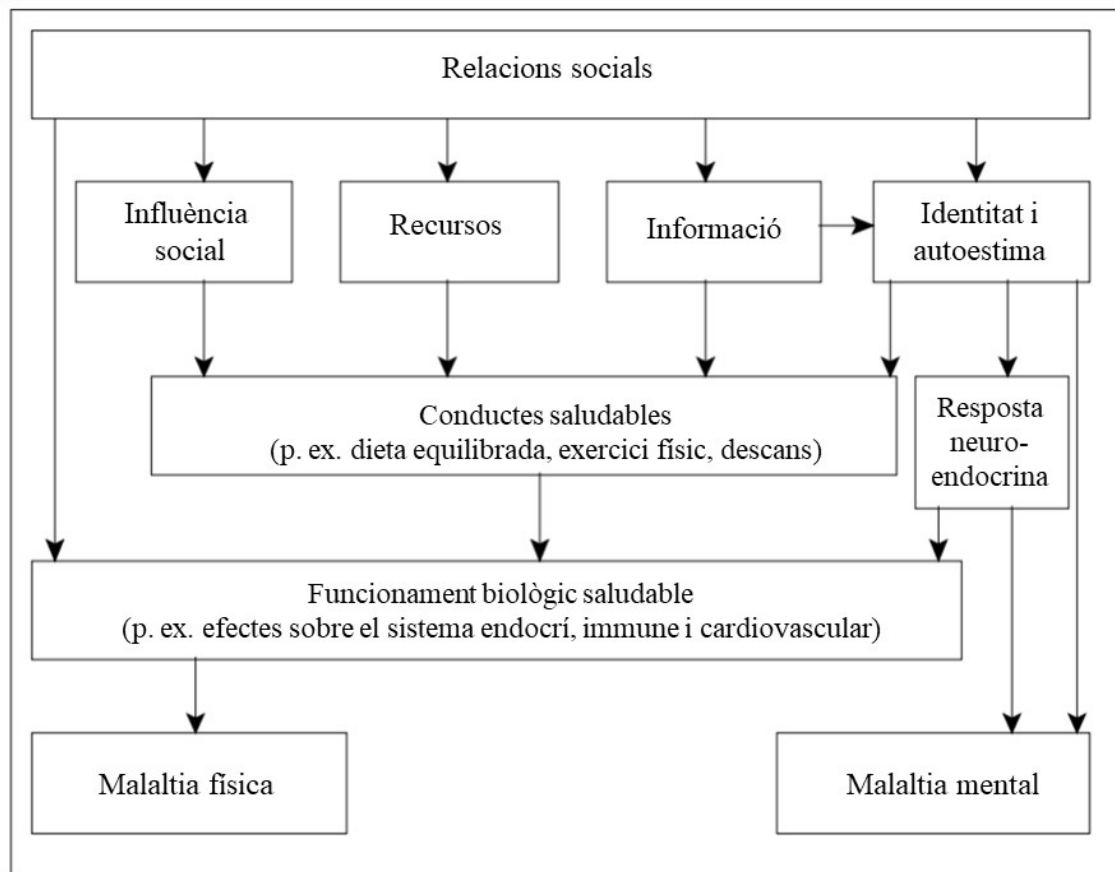 Relacions socials
Influència
social
Recursos
Informació
Identitat i
autoestima
Conductes saludables
(p. ex. dieta equilibrada, exercici físic, descans)
Resposta
neuro-
endocrina
Funcionament biològic saludable
(p. ex. efectes sobre el sistema endocrí, immune i cardiovascular)
Malaltia física
Malaltia mental